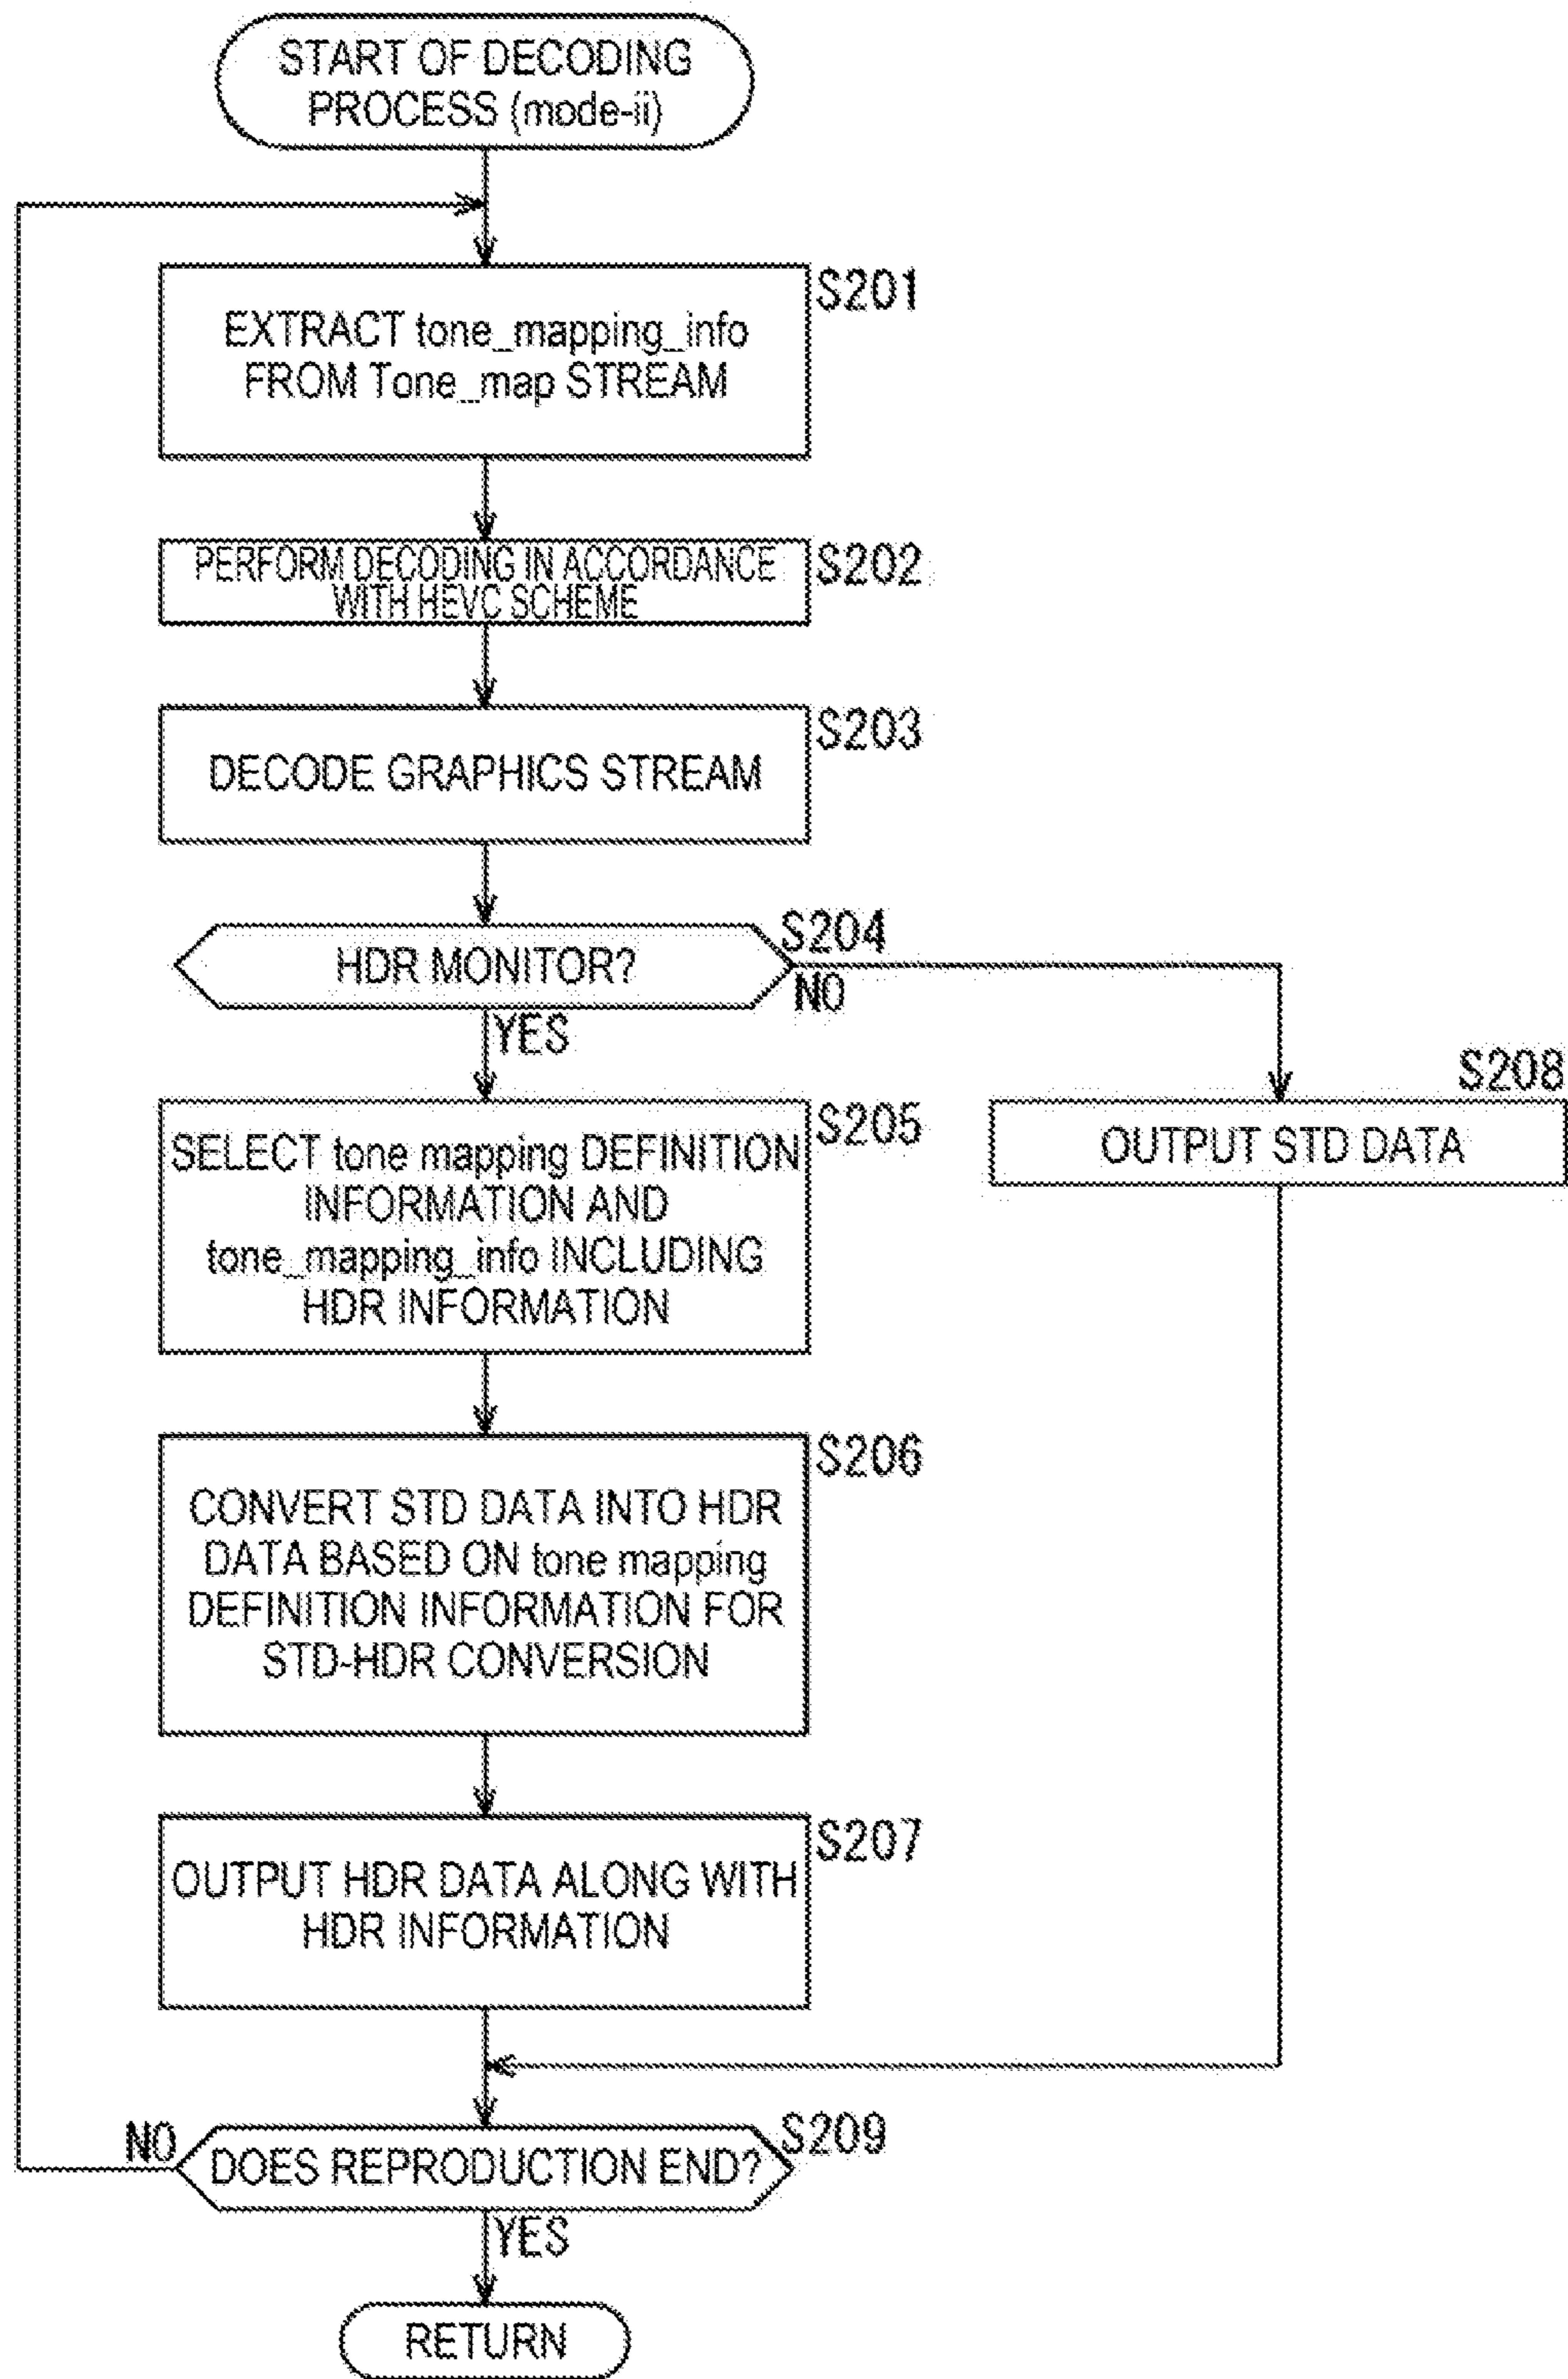 START OF DECODING
PROCESS (mode-ii)
S201
EXTRACT tone_mapping_info
FROM Tone_map STREAM
S202
PERFORM DECODING IN ACCORDANCE
WITH HEVC SCHEME
S203
DECODE GRAPHICS STREAM
S204
HDR MONITOR?
NO
YES
S205
SELECT tone mapping DEFINITION
INFORMATION AND
tone_mapping_info INCLUDING
HDR INFORMATION
S208
OUTPUT STD DATA
S206
CONVERT STD DATA INTO HDR
DATA BASED ON tone mapping
DEFINITION INFORMATION FOR
STD-HDR CONVERSION
S207
OUTPUT HDR DATA ALONG WITH
HDR INFORMATION
S209
NO
DOES REPRODUCTION END?
YES
RETURN